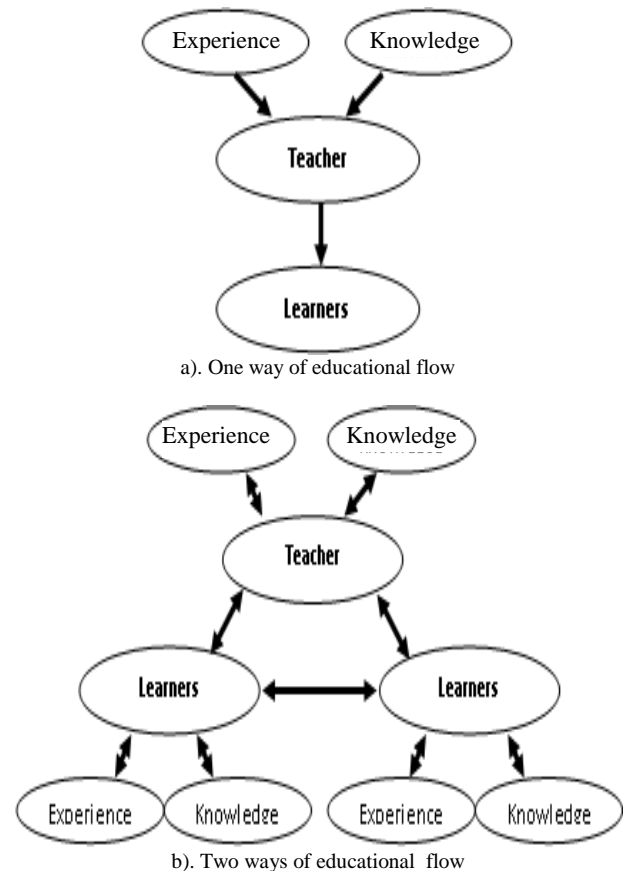 Experience Knowledge
Teacher
Learners
a). One way of educational flow
Experience Knowledge
Teacher
Learners Learners
Experience Knowledge Experience Knowledge
b). Two ways of educational flow